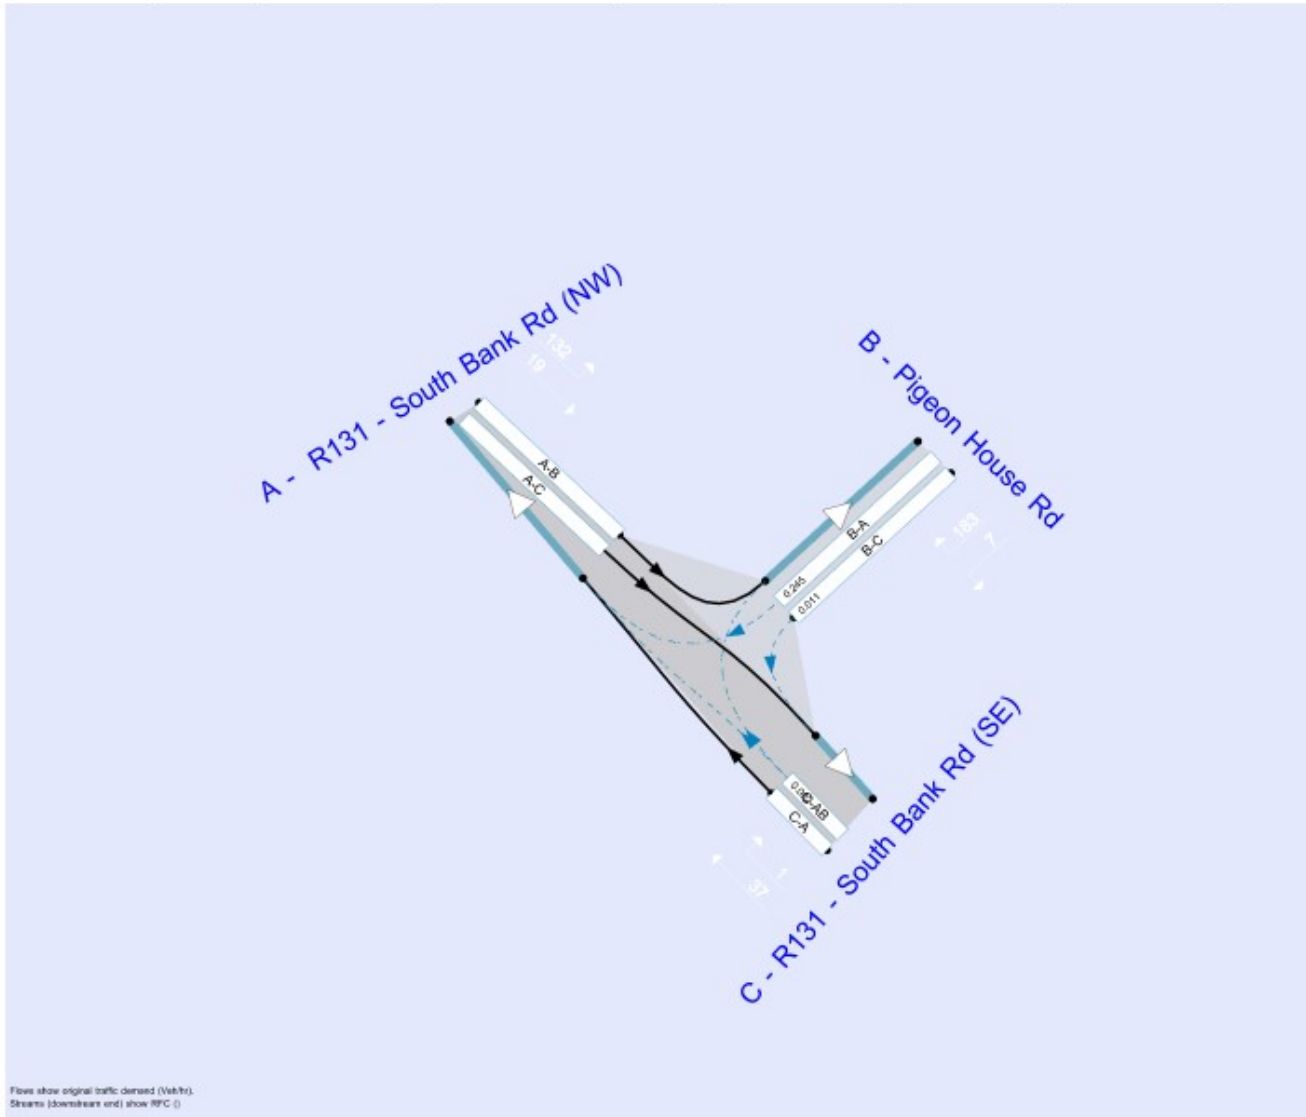 A - R131 - South Bank Rd (NW)
132
19
B - Pigeon House Rd
A-B
A-C
183
7
B-A
B-C
0.245
0.011
C - R131 - South Bank Rd (SE)
C-AB
C-A
1
37
Flows show original traffic demand (Veh/hr).
Streams (downstream end) show RFC ()